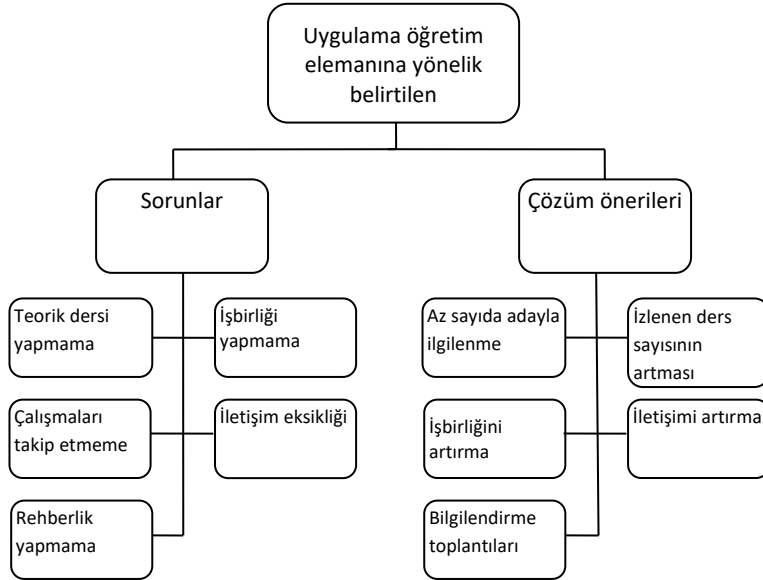 Uygulama öğretim
elemanına yönelik
belirtilen
Sorunlar
Çözüm önerileri
Teorik dersi
yapmama
İşbirliği
yapmama
Çalışmaları
takip etmeme
İletişim eksikliği
Rehberlik
yapmama
Az sayıda adayla
ilgilenme
İzlenen ders
sayısının
artması
İşbirliğini
artırma
İletişimi artırma
Bilgilendirme
toplantıları